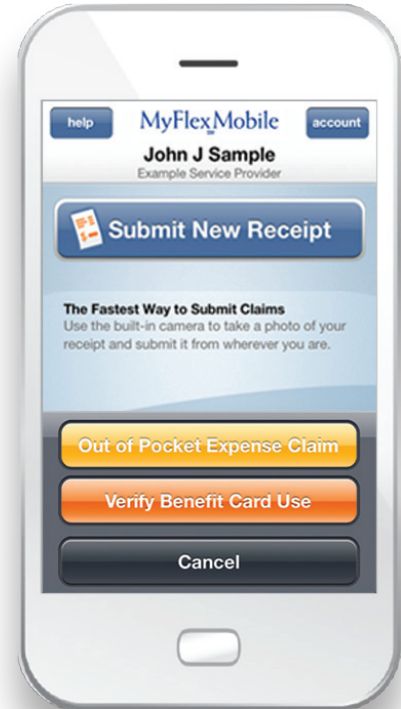 help MyFlexMobile account
SM
John J Sample
Example Service Provider
Submit New Receipt
The Fastest Way to Submit Claims
Use the built-in camera to take a photo of your
receipt and submit it from wherever you are.
Out of Pocket Expense Claim
Verify Benefit Card Use
Cancel